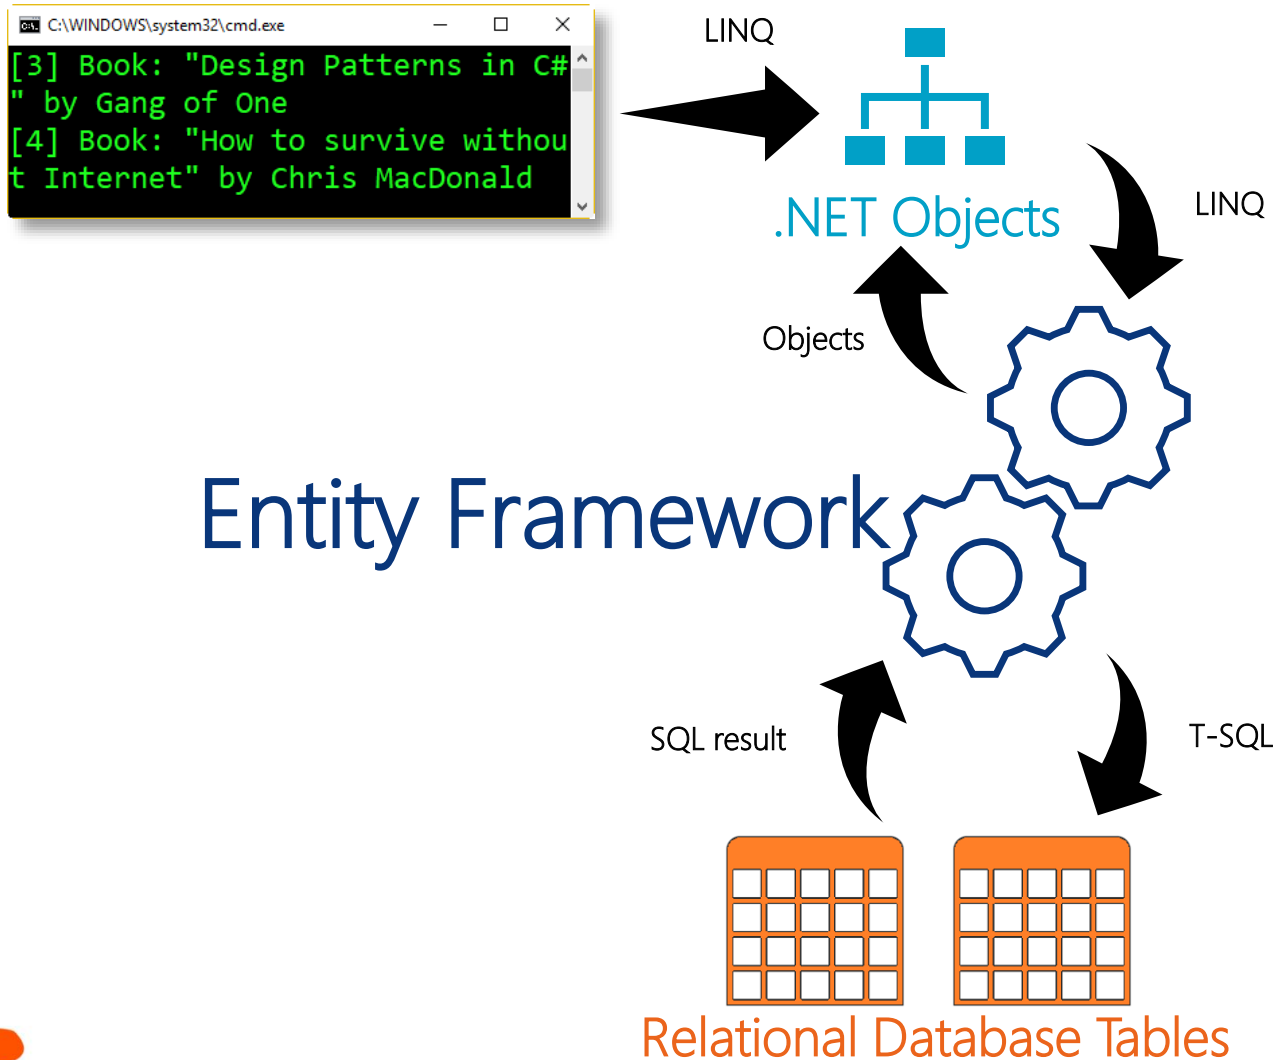 C:\WINDOWS\system32\cmd.exe
[3] Book: "Design Patterns in C#
" by Gang of One
[4] Book: "How to survive withou
t Internet" by Chris MacDonald
LINQ
.NET Objects
LINQ
Objects
Entity Framework
SQL result
T-SQL
Relational Database Tables